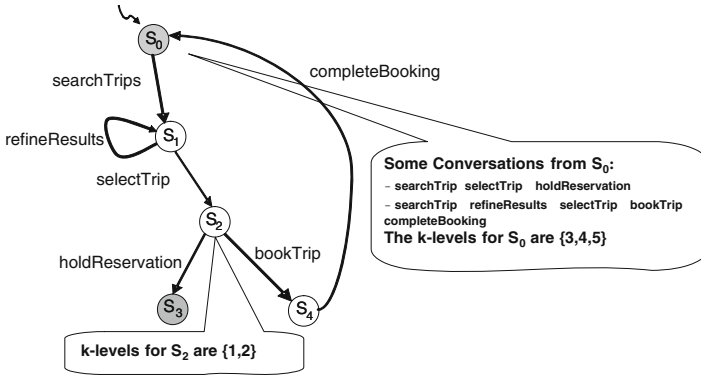 S0
completeBooking
searchTrips
refineResults
S1
selectTrip
Some Conversations from S0:
- searchTrip selectTrip holdReservation
- searchTrip refineResults selectTrip bookTrip
completeBooking
The k-levels for S0 are {3,4,5}
S2
holdReservation
bookTrip
S3
S4
k-levels for S2 are {1,2}